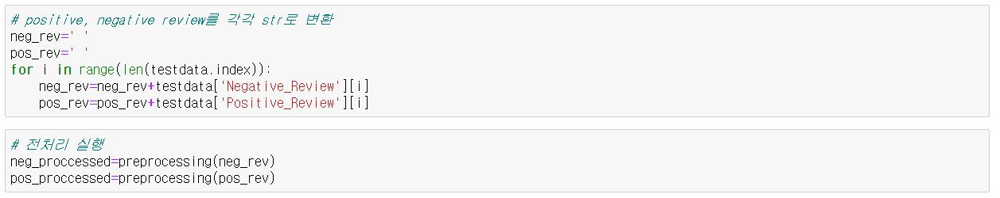 # positive, negative review를 각각 str로 변환
neg_rev=' '
pos_rev=' '
for i in range(len(testdata.index)):
    neg_rev=neg_rev+testdata['Negative_Review'][i]
    pos_rev=pos_rev+testdata['Positive_Review'][i]
# 전처리 실행
neg_proccessed=preprocessing(neg_rev)
pos_proccessed=preprocessing(pos_rev)